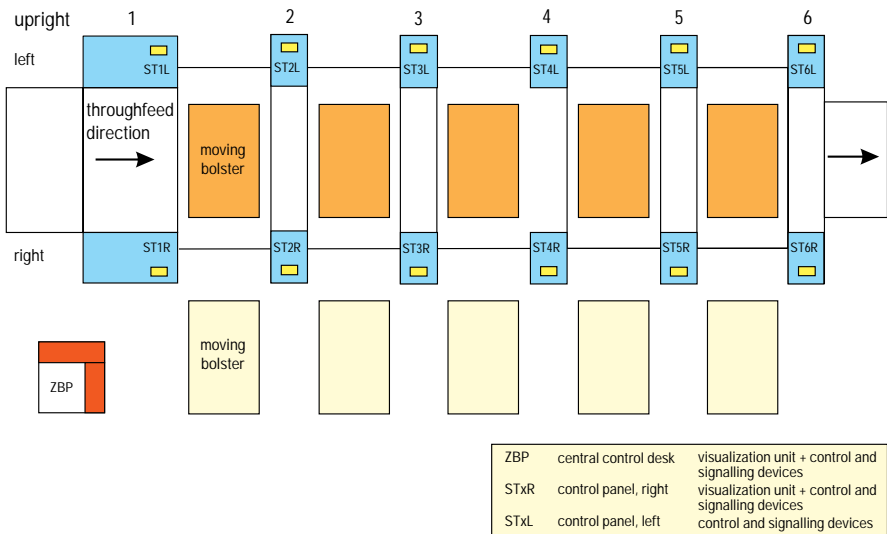 upright 1 2 3 4 5 6
left
ST1L ST2L ST3L ST4L ST5L ST6L
throughfeed
direction
moving
bolster
ST1R ST2R ST3R ST4R ST5R ST6R
right
moving
bolster
ZBP
ZBP central control desk visualization unit + control and
signalling devices
STxR control panel, right visualization unit + control and
signalling devices
STxL control panel, left control and signalling devices